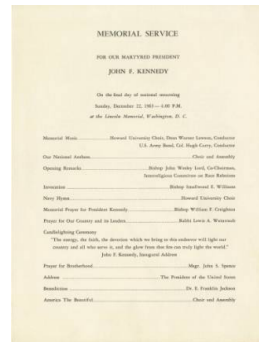 MEMORIAL SERVICE
FOR OUR MARTYRED PRESIDENT
JOHN F. KENNEDY
On the final day of national mourning
Sunday, December 22, 1963—4:00 P.M.
at the Lincoln Memorial, Washington, D. C.
Memorial Music Howard University Choir, Dean Warner Lawson, Conductor
U.S. Army Band, Col. Hugh Curry, Conductor
Our National Anthem Choir and Assembly
Opening Remarks Bishop John Wesley Lord, Co-Chairman,
Interreligious Committee on Race Relations
Invocation Bishop Smallwood E. Williams
Navy Hymn Howard University Choir
Memorial Prayer for President Kennedy Bishop William F. Creighton
Prayer for Our Country and its Leaders Rabbi Lewis A. Weintraub
Candlelighting Ceremony
"The energy, the faith, the devotion which we bring to this endeavor will light our
country and all who serve it, and the glow from that fire can truly light the world."
John F. Kennedy, Inaugural Address
Prayer for Brotherhood Msgr. John S. Spence
Address The President of the United States
Benediction Dr. E. Franklin Jackson
America The Beautiful Choir and Assembly